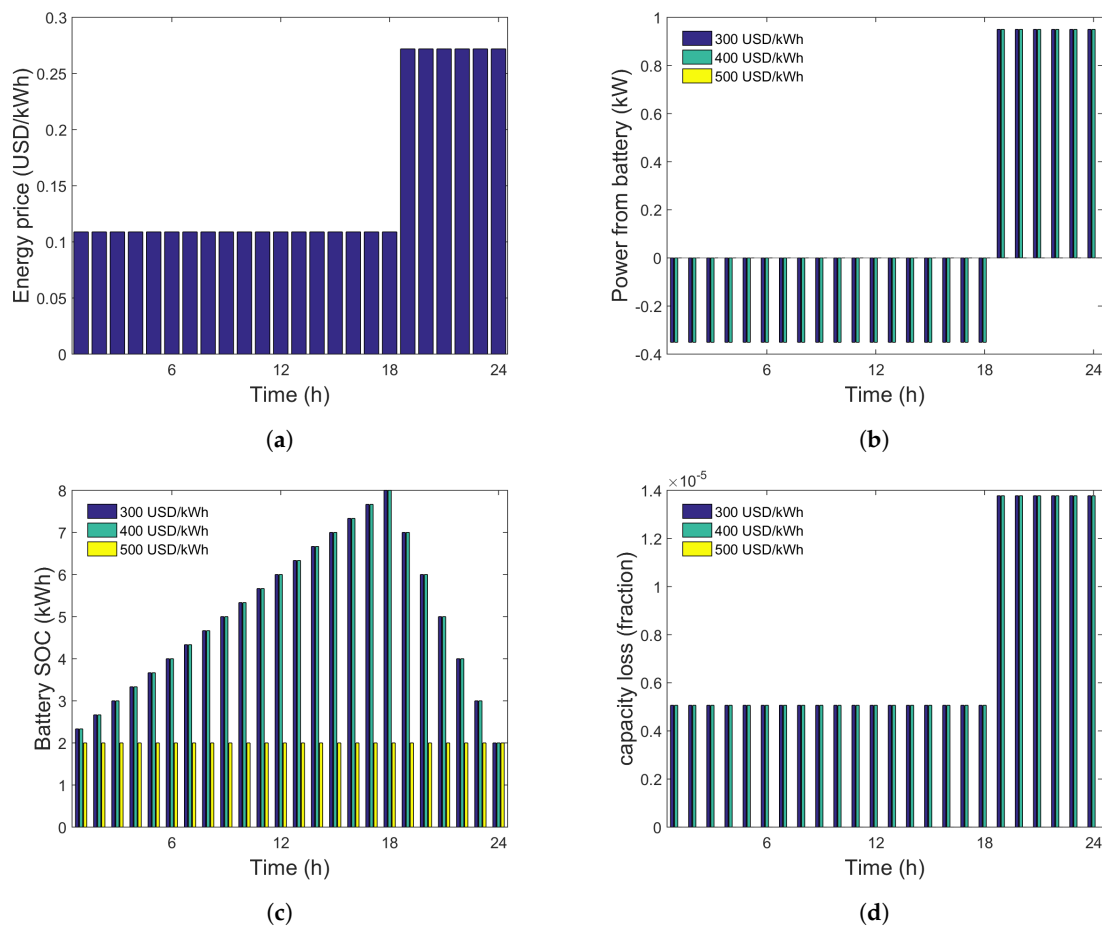 0.3
0.25
0.2
0.15
0.1
0.05
0
Energy price (USD/kWh)
6
12
18
24
Time (h)
(a)
1
0.8
0.6
0.4
0.2
0
-0.2
-0.4
Power from battery (kW)
300 USD/kWh
400 USD/kWh
500 USD/kWh
6
12
18
24
Time (h)
(b)
8
7
6
5
4
3
2
1
0
Battery SOC (kWh)
300 USD/kWh
400 USD/kWh
500 USD/kWh
6
12
18
24
Time (h)
(c)
×10-5
1.4
1.2
1
0.8
0.6
0.4
0.2
0
capacity loss (fraction)
300 USD/kWh
400 USD/kWh
500 USD/kWh
6
12
18
24
Time (h)
(d)